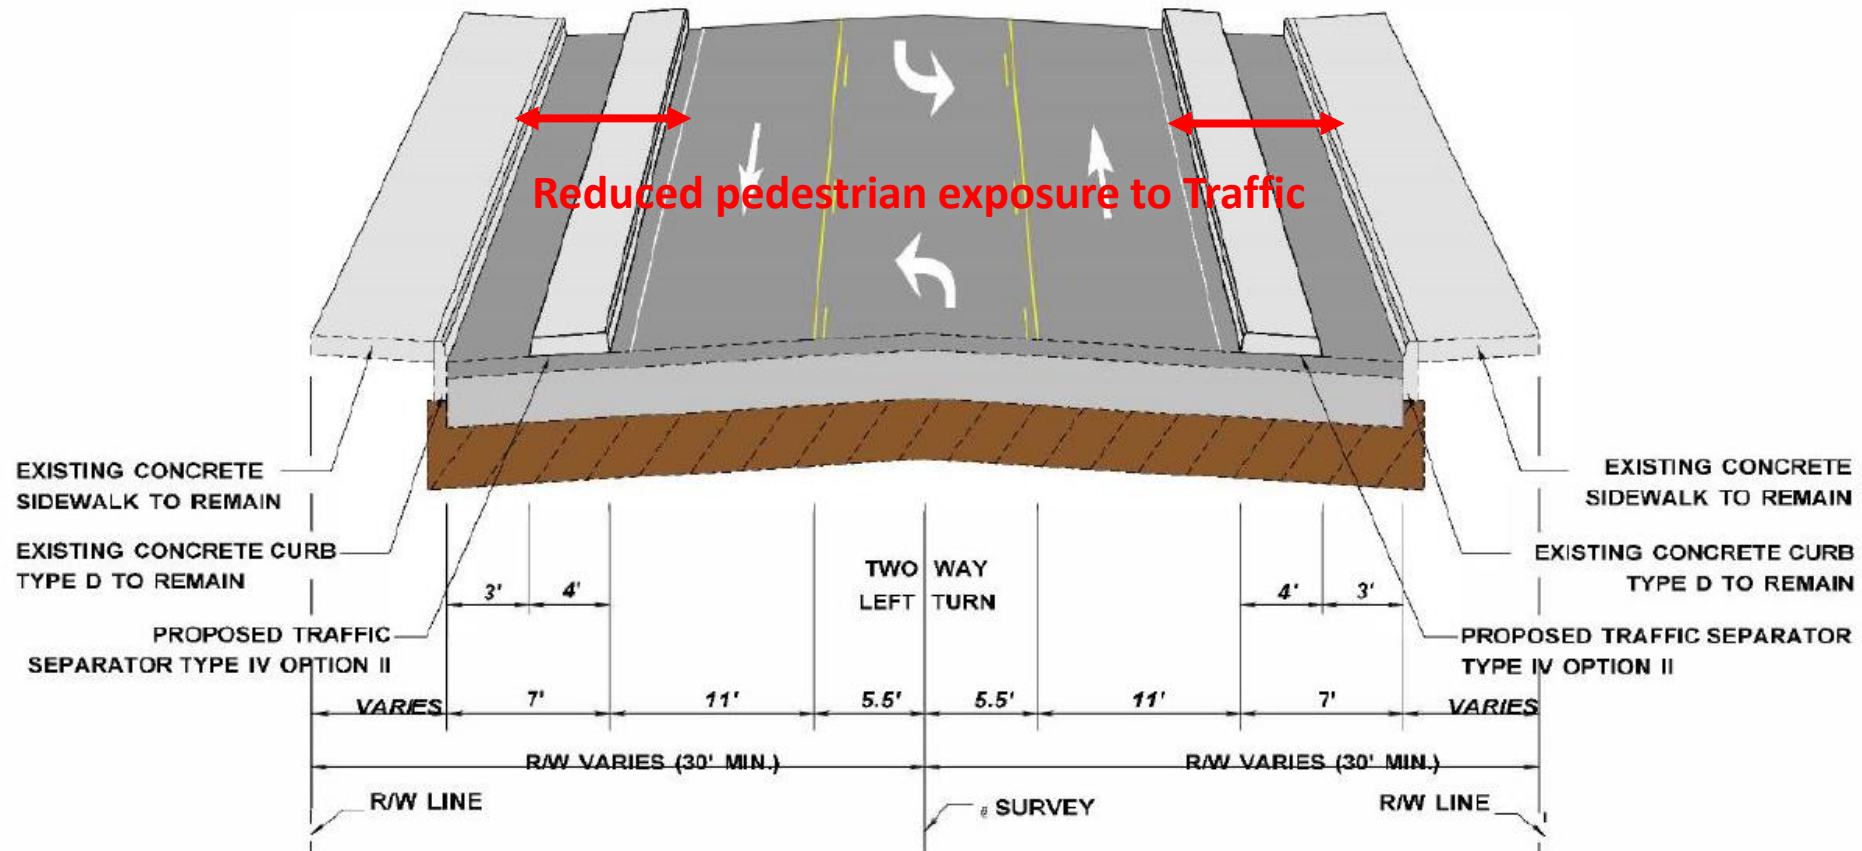 Reduced pedestrian exposure to Traffic
EXISTING CONCRETE
SIDEWALK TO REMAIN
EXISTING CONCRETE
SIDEWALK TO REMAIN
EXISTING CONCRETE CURB
TYPE D TO REMAIN
TWO WAY
LEFT TURN
EXISTING CONCRETE CURB
TYPE D TO REMAIN
3' 4' 4' 3'
PROPOSED TRAFFIC
SEPARATOR TYPE IV OPTION II
PROPOSED TRAFFIC SEPARATOR
TYPE IV OPTION II
VARIES 7' 11' 5.5' 5.5' 11' 7' VARIES
R/W VARIES (30' MIN.) R/W VARIES (30' MIN.)
R/W LINE SURVEY R/W LINE